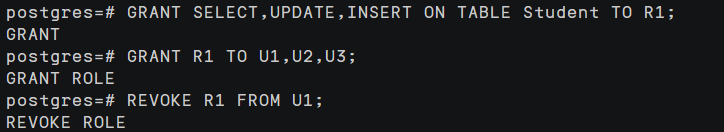 postgres=# GRANT SELECT,UPDATE,INSERT ON TABLE Student TO R1;
GRANT
postgres=# GRANT R1 TO U1,U2,U3;
GRANT ROLE
postgres=# REVOKE R1 FROM U1;
REVOKE ROLE